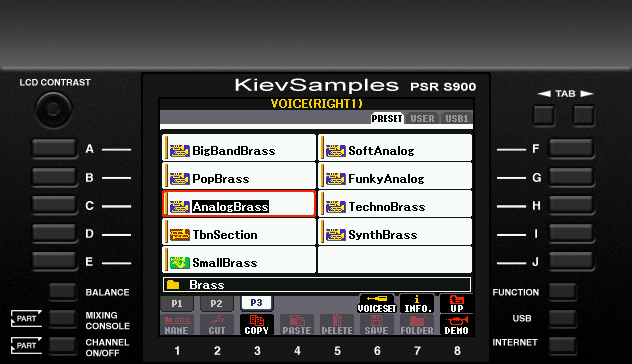 LCD CONTRAST
KievSamples PSR S900
◄ TAB ►
VOICE(RIGHT1)
PRESET USER USB1
A
B
C
D
E
BigBandBrass
PopBrass
AnalogBrass
TbnSection
SmallBrass
SoftAnalog
FunkyAnalog
TechnoBrass
SynthBrass
F
G
H
I
J
Brass
P1 P2 P3 VOICESET INFO. UP
NAME CUT COPY PASTE DELETE SAVE FOLDER DEMO
1 2 3 4 5 6 7 8
BALANCE
PART
MIXING
CONSOLE
PART
CHANNEL
ON/OFF
FUNCTION
USB
INTERNET